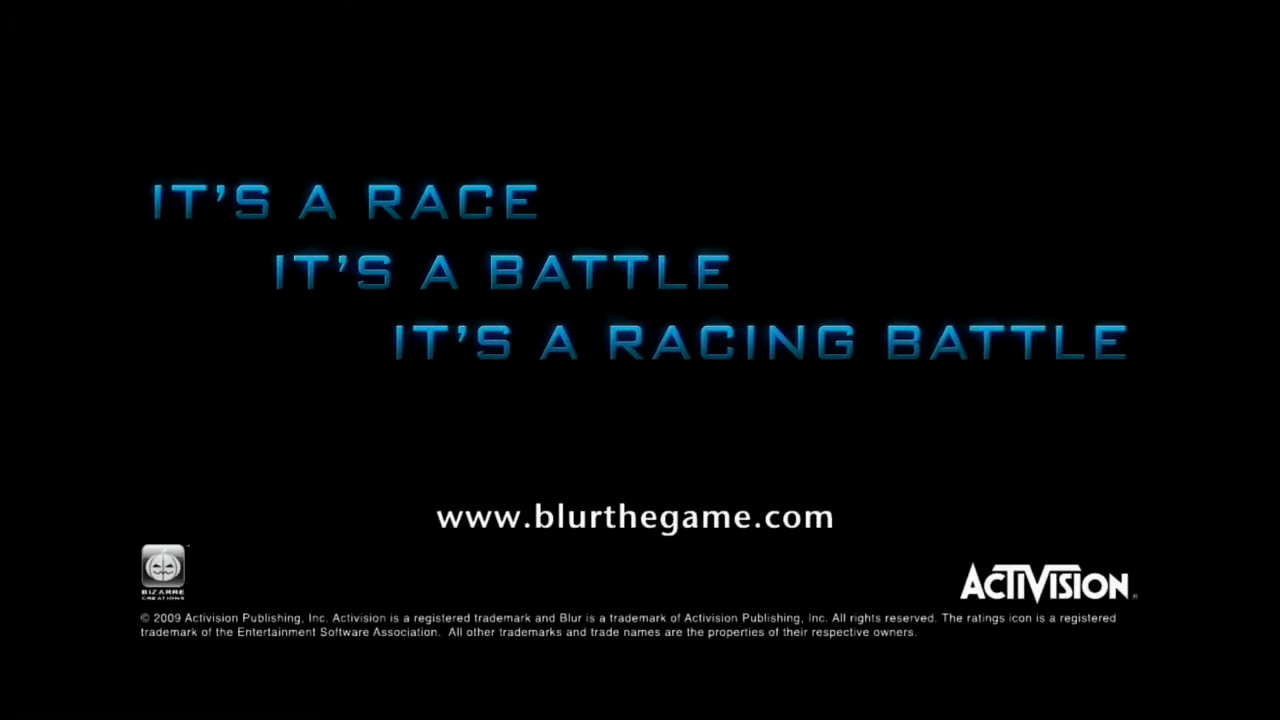 IT'S A RACE
IT'S A BATTLE
IT'S A RACING BATTLE
www.blurthegame.com
BIZARRE
CREATIONS
ACTIVISION
© 2009 Activision Publishing, Inc. Activision is a registered trademark and Blur is a trademark of Activision Publishing, Inc. All rights reserved. The ratings icon is a registered
trademark of the Entertainment Software Association. All other trademarks and trade names are the properties of their respective owners.